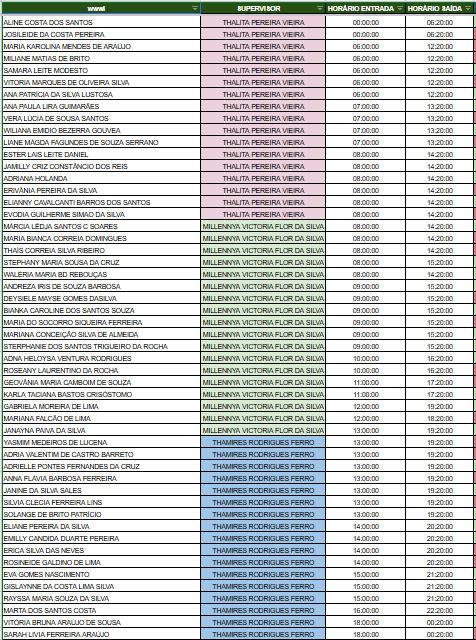 wwwl SUPERVISOR HORÁRIO ENTRADA HORÁRIO SAÍDA
ALINE COSTA DOS SANTOS THALITA PEREIRA VIEIRA 00:00:00 06:20:00
JOSILEIDE DA COSTA PEREIRA THALITA PEREIRA VIEIRA 00:00:00 06:20:00
MARIA KAROLINA MENDES DE ARAÚJO THALITA PEREIRA VIEIRA 06:00:00 12:20:00
MILIANE MATIAS DE BRITO THALITA PEREIRA VIEIRA 06:00:00 12:20:00
SAMARA LEITE MODESTO THALITA PEREIRA VIEIRA 06:00:00 12:20:00
VITORIA MARQUES DE OLIVEIRA SILVA THALITA PEREIRA VIEIRA 06:00:00 12:20:00
ANA PATRÍCIA DA SILVA LUSTOSA THALITA PEREIRA VIEIRA 06:00:00 12:20:00
ANA PAULA LIRA GUIMARÃES THALITA PEREIRA VIEIRA 07:00:00 13:20:00
VERA LÚCIA DE SOUSA SANTOS THALITA PEREIRA VIEIRA 07:00:00 13:20:00
WILIANA EMIDIO BEZERRA GOUVEA THALITA PEREIRA VIEIRA 07:00:00 13:20:00
LIANE MAGDA FAGUNDES DE SOUZA SERRANO THALITA PEREIRA VIEIRA 07:00:00 13:20:00
ESTER LAIS LEITE DANIEL THALITA PEREIRA VIEIRA 08:00:00 14:20:00
JAMILLY CRIZ CONSTÂNCIO DOS REIS THALITA PEREIRA VIEIRA 08:00:00 14:20:00
ADRIANA HOLANDA THALITA PEREIRA VIEIRA 08:00:00 14:20:00
ERIVÂNIA PEREIRA DA SILVA THALITA PEREIRA VIEIRA 08:00:00 14:20:00
ELIANNY CAVALCANTI BARROS DOS SANTOS THALITA PEREIRA VIEIRA 08:00:00 14:20:00
EVODIA GUILHERME SIMAO DA SILVA THALITA PEREIRA VIEIRA 08:00:00 14:20:00
MÁRCIA LÊDJA SANTOS C SOARES MILLENNYA VICTORIA FLOR DA SILVA 08:00:00 14:20:00
MARIA BIANCA CORREIA DOMINGUES MILLENNYA VICTORIA FLOR DA SILVA 08:00:00 14:20:00
THAÍS CORREIA SILVA RIBEIRO MILLENNYA VICTORIA FLOR DA SILVA 08:00:00 14:20:00
STEPHANY MARIA SOUSA DA CRUZ MILLENNYA VICTORIA FLOR DA SILVA 08:00:00 14:20:00
WALÉRIA MARIA BD REBOUÇAS MILLENNYA VICTORIA FLOR DA SILVA 08:00:00 14:20:00
ANDREZA IRIS DE SOUZA BARBOSA MILLENNYA VICTORIA FLOR DA SILVA 09:00:00 15:20:00
DEYSIELE MAYSE GOMES DASILVA MILLENNYA VICTORIA FLOR DA SILVA 09:00:00 15:20:00
BIANKA CAROLINE DOS SANTOS SOUZA MILLENNYA VICTORIA FLOR DA SILVA 09:00:00 15:20:00
MARIA DO SOCORRO SIQUEIRA FERREIRA MILLENNYA VICTORIA FLOR DA SILVA 09:00:00 15:20:00
MARIANA CONCEIÇÃO SILVA DE ALMEIDA MILLENNYA VICTORIA FLOR DA SILVA 09:00:00 15:20:00
STERPHANIE DOS SANTOS TRIGUEIRO DA ROCHA MILLENNYA VICTORIA FLOR DA SILVA 09:00:00 15:20:00
ADNA HELOYSA VENTURA RODRIGUES MILLENNYA VICTORIA FLOR DA SILVA 10:00:00 16:20:00
ROSEANY LAURENTINO DA ROCHA MILLENNYA VICTORIA FLOR DA SILVA 10:00:00 16:20:00
GEOVÂNIA MARIA CAMBOIM DE SOUZA MILLENNYA VICTORIA FLOR DA SILVA 11:00:00 17:20:00
KARLA TACIANA BASTOS CRISÓSTOMO MILLENNYA VICTORIA FLOR DA SILVA 11:00:00 17:20:00
GABRIELA MOREIRA DE LIMA MILLENNYA VICTORIA FLOR DA SILVA 12:00:00 19:20:00
MARIANA FALCÃO DE LIMA MILLENNYA VICTORIA FLOR DA SILVA 12:00:00 19:20:00
JANAYNA PAIVA DA SILVA MILLENNYA VICTORIA FLOR DA SILVA 13:00:00 19:20:00
YASMIM MEDEIROS DE LUCENA THAMIRES RODRIGUES FERRO 13:00:00 19:20:00
ADRIA VALENTIM DE CASTRO BARRETO THAMIRES RODRIGUES FERRO 13:00:00 19:20:00
ADRIELLE PONTES FERNANDES DA CRUZ THAMIRES RODRIGUES FERRO 13:00:00 19:20:00
ANNA FLÁVIA BARBOSA FERREIRA THAMIRES RODRIGUES FERRO 13:00:00 19:20:00
JANINE DA SILVA SALES THAMIRES RODRIGUES FERRO 13:00:00 19:20:00
SILVIA CLECIA FERREIRA LINS THAMIRES RODRIGUES FERRO 13:00:00 19:20:00
SOLANGE DE BRITO PATRÍCIO THAMIRES RODRIGUES FERRO 13:00:00 19:20:00
ELIANE PEREIRA DA SILVA THAMIRES RODRIGUES FERRO 14:00:00 20:20:00
EMILLY CANDIDA DUARTE PEREIRA THAMIRES RODRIGUES FERRO 14:00:00 20:20:00
ERICA SILVA DAS NEVES THAMIRES RODRIGUES FERRO 14:00:00 20:20:00
ROSINEIDE GALDINO DE LIMA THAMIRES RODRIGUES FERRO 14:00:00 20:20:00
EVA GOMES NASCIMENTO THAMIRES RODRIGUES FERRO 15:00:00 21:20:00
GISLAYNNE DA COSTA LIMA SILVA THAMIRES RODRIGUES FERRO 15:00:00 21:20:00
RAYSSA MARIA SOUZA DA SILVA THAMIRES RODRIGUES FERRO 15:00:00 21:20:00
MARTA DOS SANTOS COSTA THAMIRES RODRIGUES FERRO 16:00:00 22:20:00
VITÓRIA BRUNA ARAÚJO DE SOUSA THAMIRES RODRIGUES FERRO 18:00:00 00:20:00
SARAH LIVIA FERREIRA ARAÚJO THAMIRES RODRIGUES FERRO 18:00:00 00:20:00